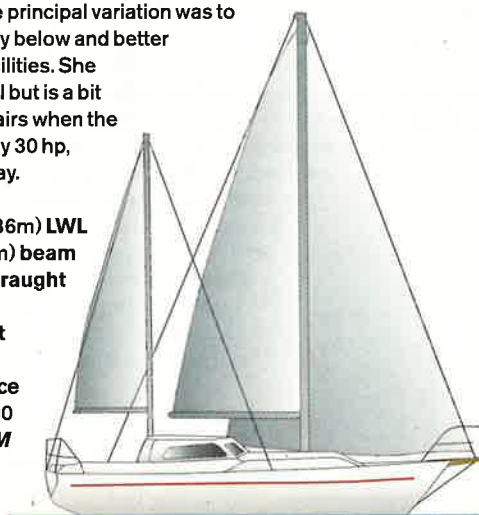 e principal variation was to
y below and better
ilities. She
l but is a bit
airs when the
y 30 hp,
ay.
36m) LWL
m) beam
raught
t
ce
0
M